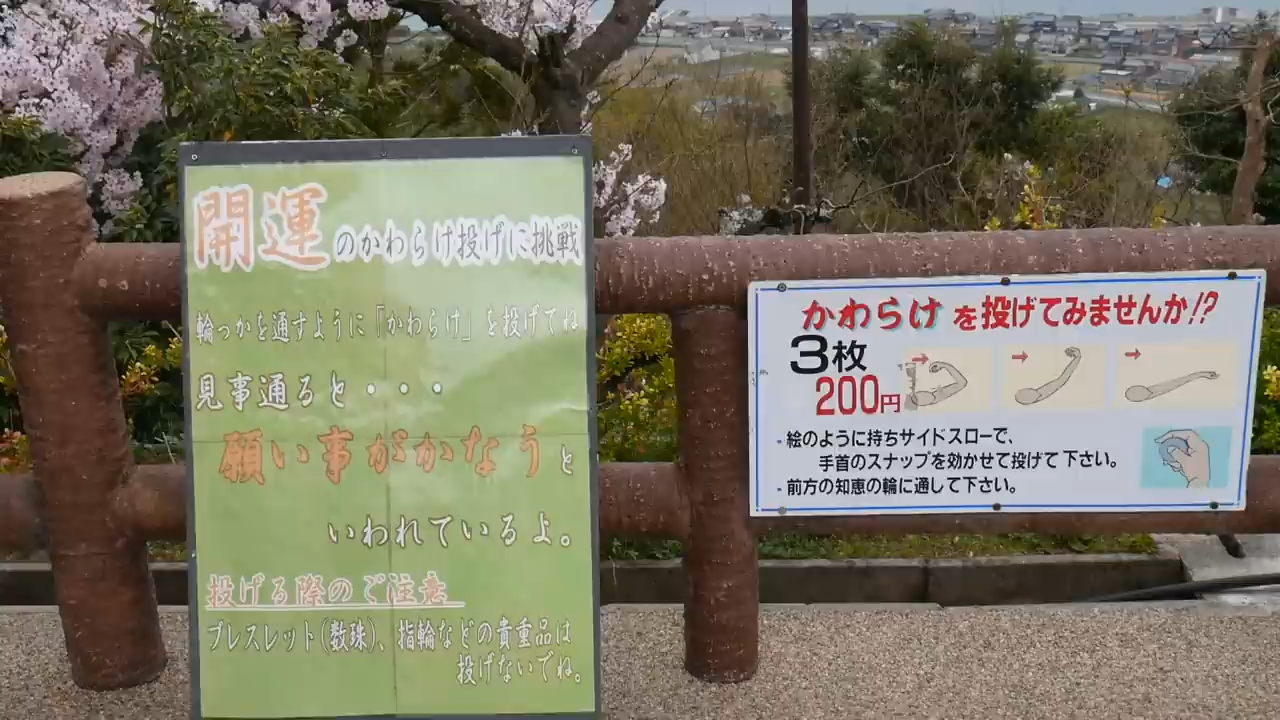 開運のかわらけ投げに挑戦
輪っかを通すように「かわらけ」を投げてね
見事通ると・・・
願い事がかなうと
いわれているよ。
投げる際のご注意
ブレスレット(数珠)、指輪などの貴重品は
投げないでね。
かわらけを投げてみませんか!?
3枚
200円
・絵のように持ちサイドスローで、
手首のスナップを効かせて投げて下さい。
・前方の知恵の輪に通して下さい。